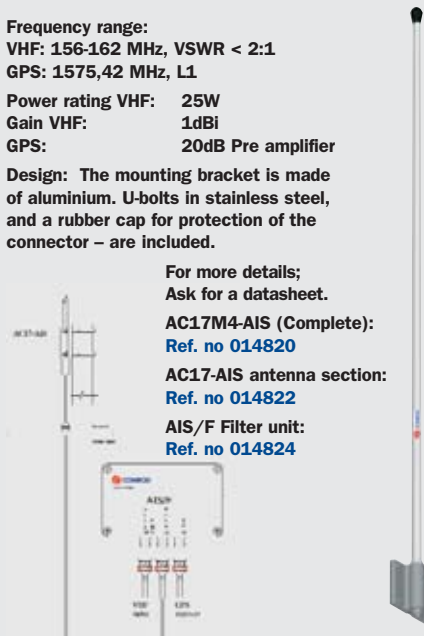 Frequency range:
VHF: 156-162 MHz, VSWR < 2:1
GPS: 1575,42 MHz, L1
Power rating VHF: 25W
Gain VHF: 1dBi
GPS: 20dB Pre amplifier
Design: The mounting bracket is made
of aluminium. U-bolts in stainless steel,
and a rubber cap for protection of the
connector – are included.
For more details;
Ask for a datasheet.
AC17M4-AIS (Complete):
Ref. no 014820
AC17-AIS antenna section:
Ref. no 014822
AIS/F Filter unit:
Ref. no 014824
AC17-AIS
COMROD
AIS/F
VHF
GPS